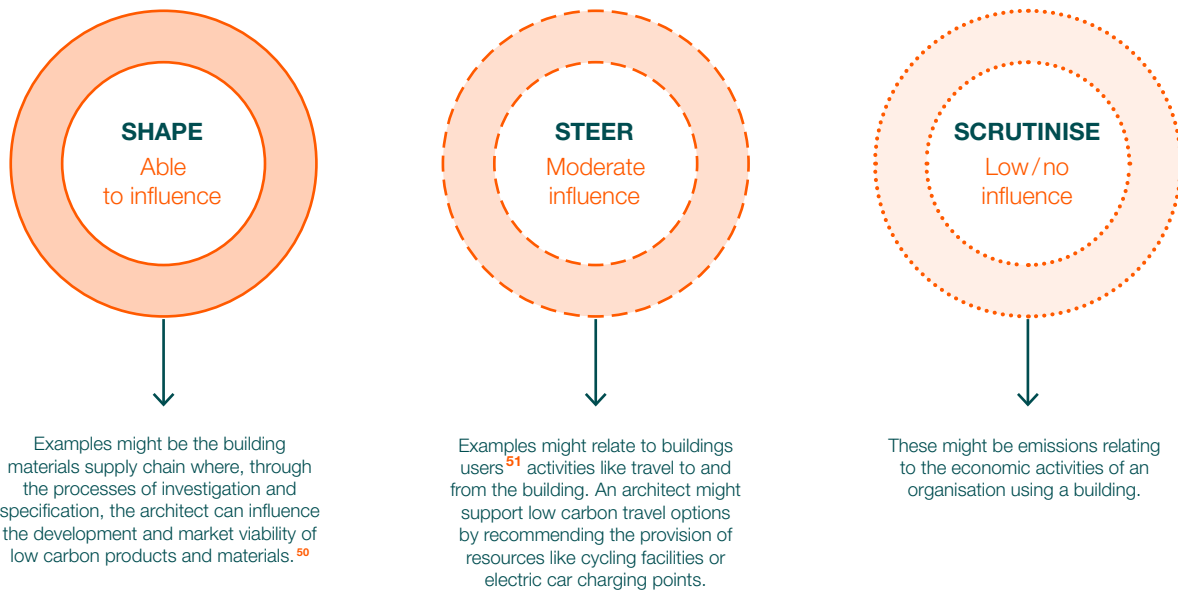 SHAPE
Able
to influence
Examples might be the building
materials supply chain where, through
the processes of investigation and
specification, the architect can influence
the development and market viability of
low carbon products and materials.50
STEER
Moderate
influence
Examples might relate to buildings
users51 activities like travel to and
from the building. An architect might
support low carbon travel options
by recommending the provision of
resources like cycling facilities or
electric car charging points.
SCRUTINISE
Low/no
influence
These might be emissions relating
to the economic activities of an
organisation using a building.